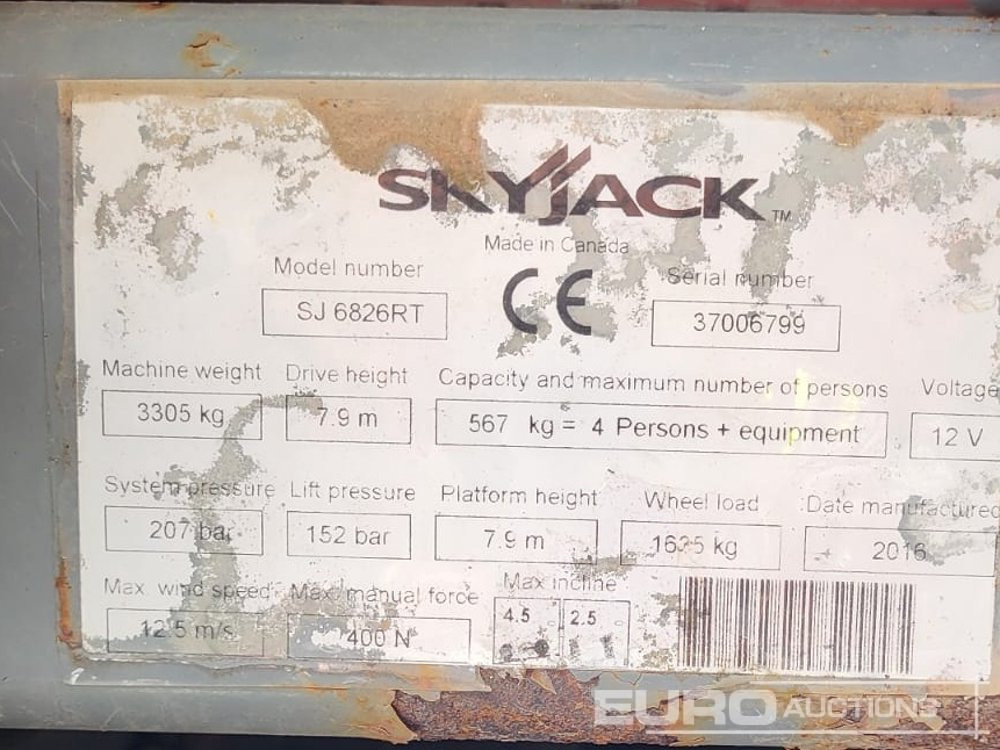 SKYJACK™
Made in Canada
Model number
SJ 6826RT
CE
Serial number
37006799
Machine weight Drive height Capacity and maximum number of persons Voltage
3305 kg 7.9 m 567 kg = 4 Persons + equipment 12 V
System pressure Lift pressure Platform height Wheel load Date manufactured
207 bar 152 bar 7.9 m kg 2016
Max wind speed Max manual force Max incline
12.5 m/s 400 N 4.5 2.5
EURO AUCTIONS